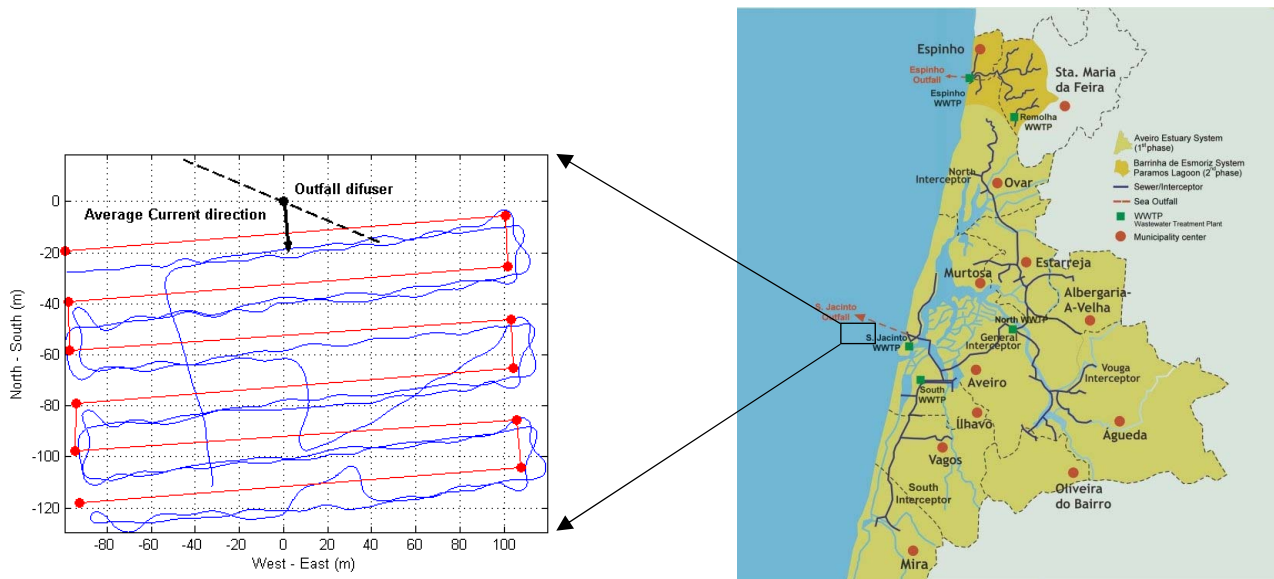 Outfall difuser
Average Current direction
North - South (m)
0
-20
-40
-60
-80
-100
-120
-80
-60
-40
-20
0
20
40
60
80
100
West - East (m)
Espinho
Espinho
Outfall
Espinho
WWTP
Sta. Maria
da Feira
Remolha
WWTP
North
Interceptor
Ovar
Aveiro Estuary System
(1st phase)
Barrinha de Esmoriz System
Paramos Lagoon (2nd phase)
Sewer/Interceptor
Sea Outfall
WWTP
Wastewater Treatment Plant
Municipality center
Estarreja
Murtosa
Albergaria-
A-Velha
S. Jacinto
Outfall
North WWTP
General
Interceptor
S. Jacinto
WWTP
Vouga
Interceptor
South
WWTP
Aveiro
Ílhavo
Águeda
Vagos
South
Interceptor
Oliveira
do Bairro
Mira